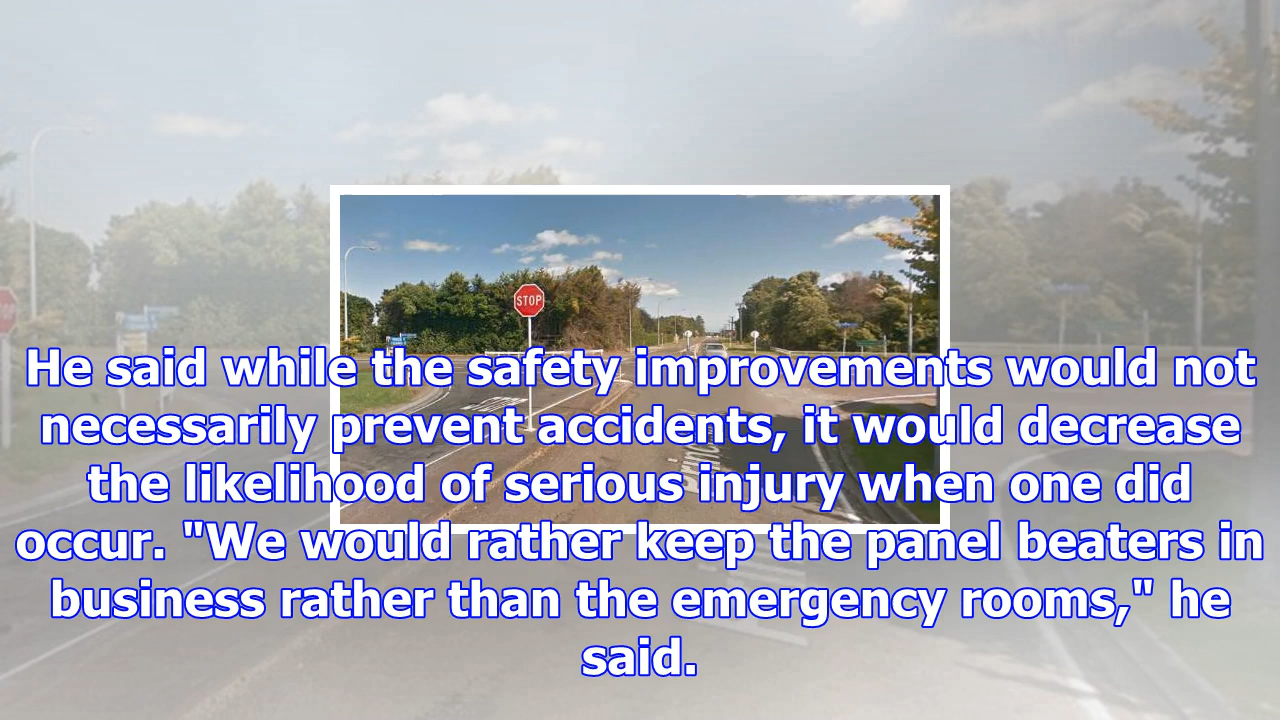 STOP
He said while the safety improvements would not
necessarily prevent accidents, it would decrease
the likelihood of serious injury when one did
occur. "We would rather keep the panel beaters in
business rather than the emergency rooms," he
said.